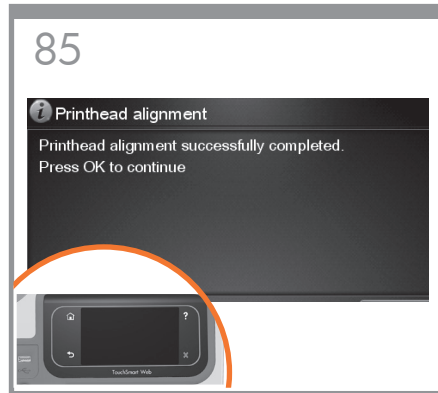 85
Printhead alignment
Printhead alignment successfully completed.
Press OK to continue
?
TouchSmart Web